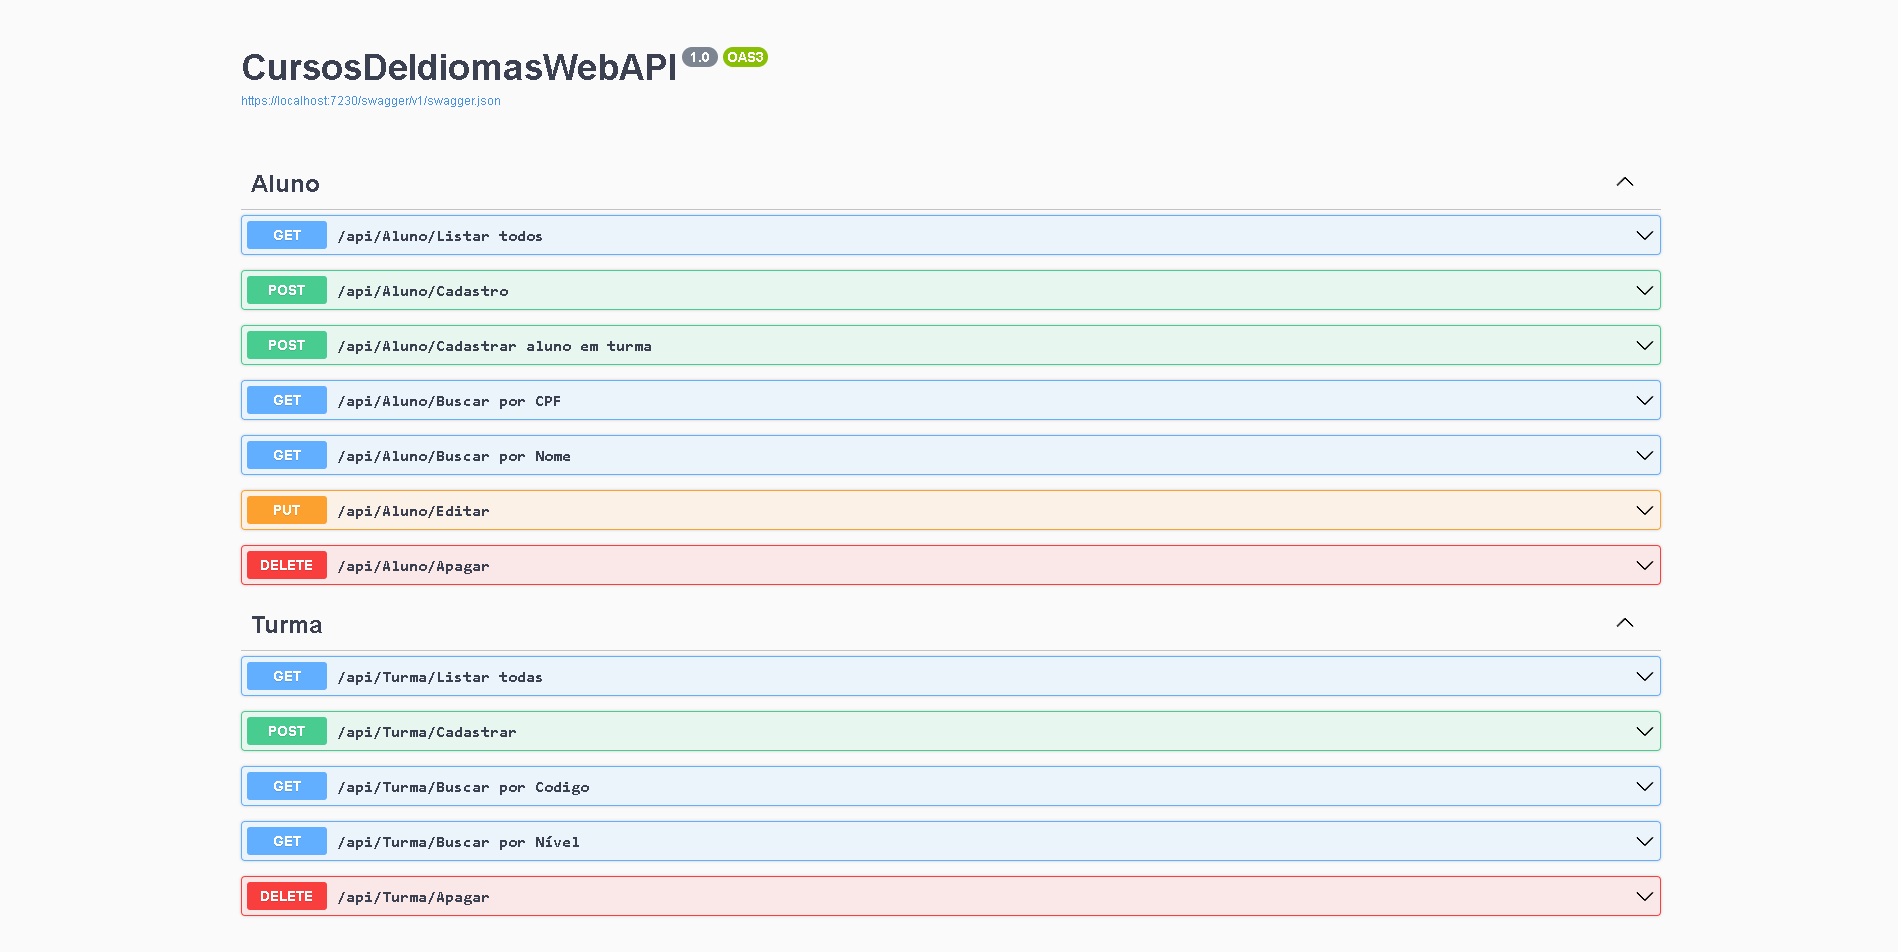 CursosDeIdiomasWebAPI 1.0 OAS3
https://localhost:7230/swagger/v1/swagger.json
Aluno
GET /api/Aluno/Listar todos
POST /api/Aluno/Cadastro
POST /api/Aluno/Cadastrar aluno em turma
GET /api/Aluno/Buscar por CPF
GET /api/Aluno/Buscar por Nome
PUT /api/Aluno/Editar
DELETE /api/Aluno/Apagar
Turma
GET /api/Turma/Listar todas
POST /api/Turma/Cadastrar
GET /api/Turma/Buscar por Codigo
GET /api/Turma/Buscar por Nível
DELETE /api/Turma/Apagar